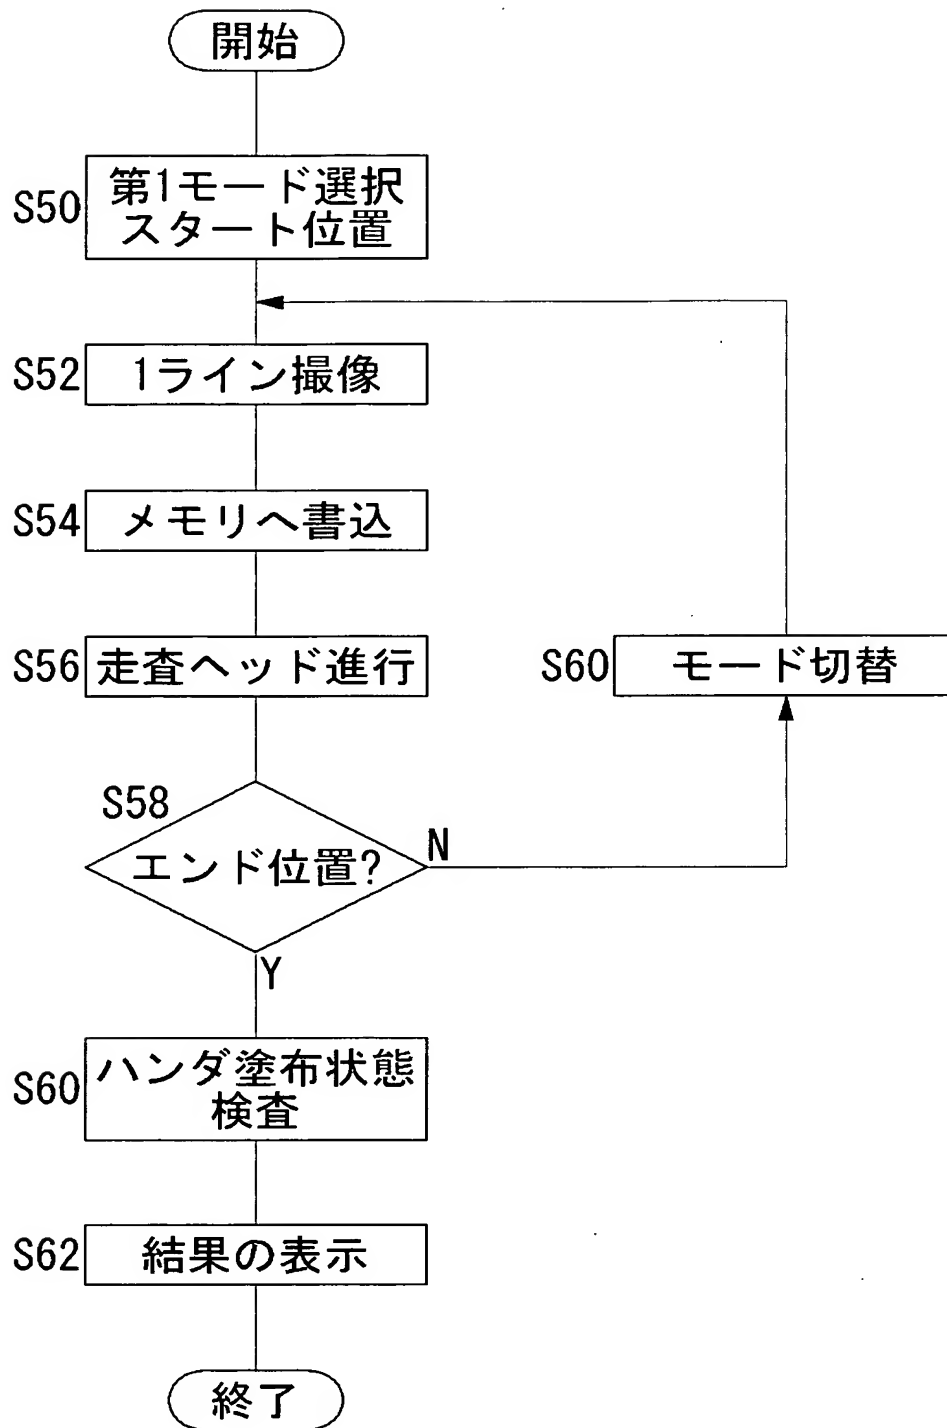 開始
S50
第1モード選択
スタート位置
S52
1ライン撮像
S54
メモリへ書込
S56
走査ヘッド進行
S60
モード切替
S58
エンド位置?
N
Y
S60
ハンダ塗布状態
検査
S62
結果の表示
終了